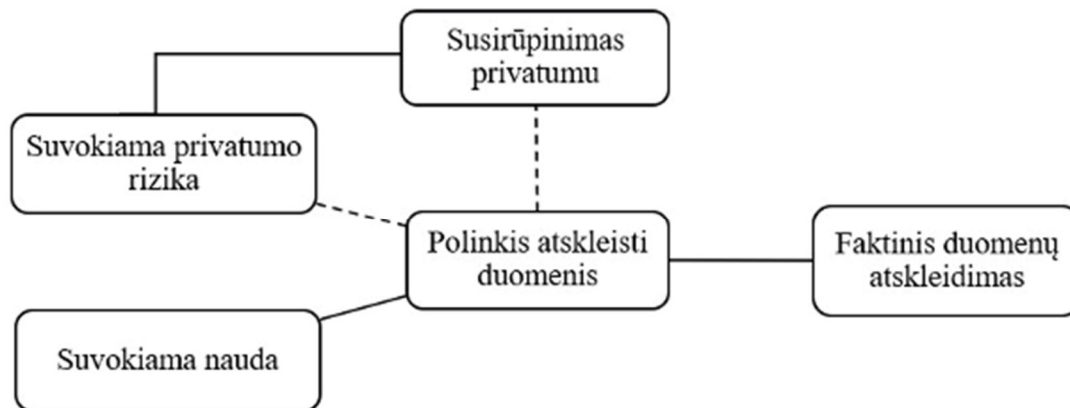 Susirūpinimas
privatumu
Suvokiama privatumo
rizika
Polinkis atskleisti
duomenis
Faktinis duomenų
atskleidimas
Suvokiama nauda